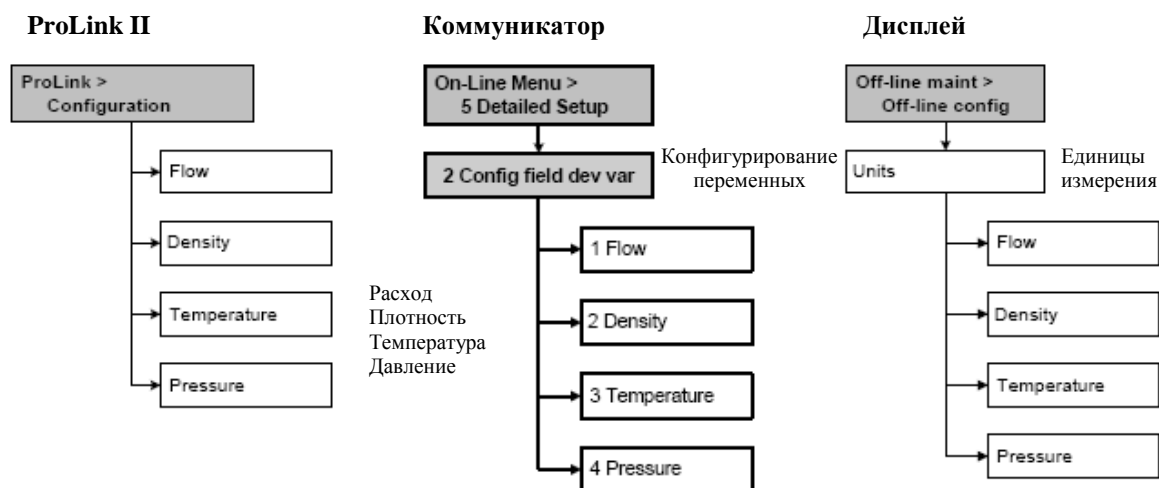 ProLink II
Коммуникатор
Дисплей
ProLink >
Configuration
Flow
Density
Temperature
Pressure
On-Line Menu >
5 Detailed Setup
2 Config field dev var
Конфигурирование
переменных
1 Flow
2 Density
3 Temperature
4 Pressure
Расход
Плотность
Температура
Давление
Off-line maint >
Off-line config
Units
Единицы
измерения
Flow
Density
Temperature
Pressure